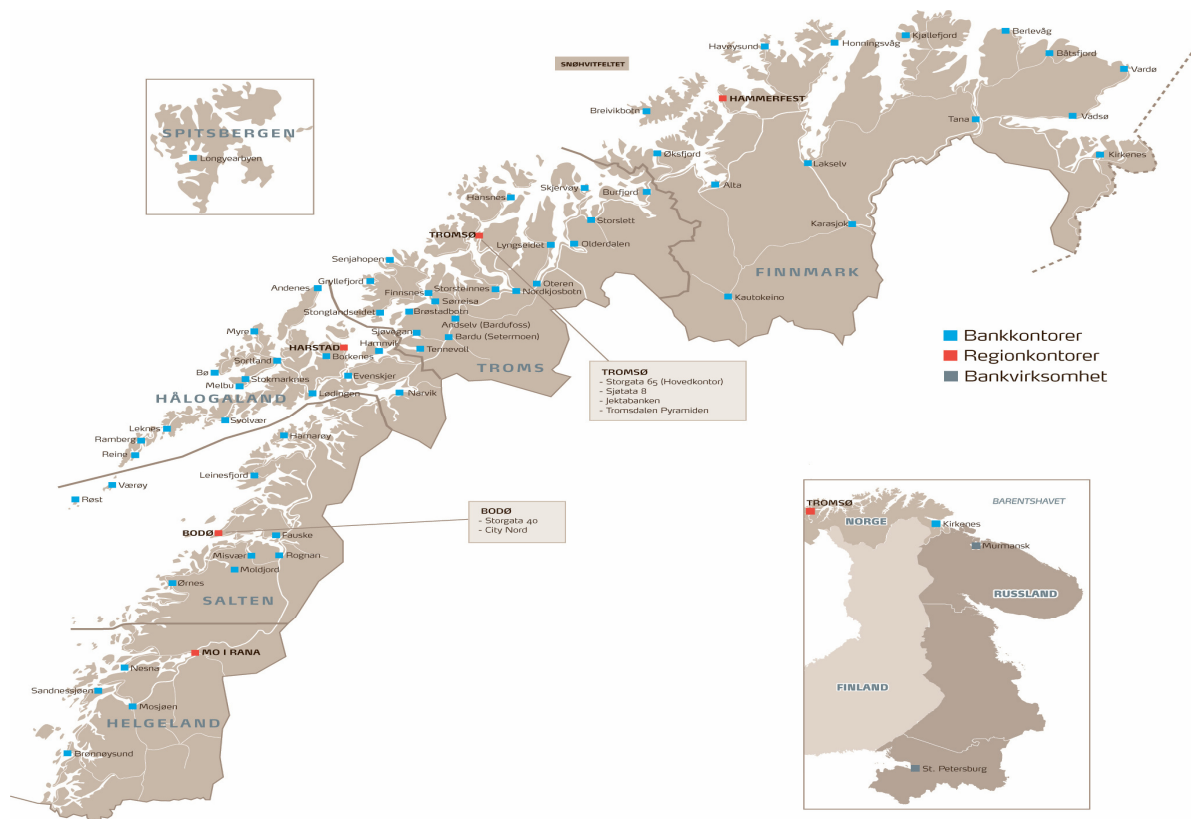 SNØHVITFELTET
Havøysund
Honningsvåg
Kjøllefjord
Berlevåg
Båtsfjord
Vardø
HAMMERFEST
Breivikbotn
Tana
Vadsø
SPITSBERGEN
Longyearbyen
Øksfjord
Lakselv
Kirkenes
Skjervøy
Burfjord
Alta
Hansnes
Storslett
Karasjok
TROMSØ
Lyngseidet
Olderdalen
Senjahopen
FINNMARK
Gryllefjord
Andenes
Finnsnes
Storsteinnes
Oteren
Nordkjosbotn
Kautokeino
Sørreisa
Stonglandseidet
Brøstadbotn
Andselv (Bardufoss)
Myre
Sjøvegan
Bardu (Setermoen)
HARSTAD
Hamnvik
Tennevoll
Borkenes
Sortland
TROMS
Bø
Stokmarknes
Evenskjer
Melbu
HÅLOGALAND
Lødingen
Narvik
Svolvær
Leknes
Ramberg
Reine
Hamarøy
Leinesfjord
Værøy
Røst
Bankkontorer
Regionkontorer
Bankvirksomhet
TROMSØ
- Storgata 65 (Hovedkontor)
- Sjøtata 8
- Jektabanken
- Tromsdalen Pyramiden
BODØ
- Storgata 40
- City Nord
BODØ
Fauske
Misvær
Rognan
Moldjord
Ørnes
SALTEN
MO I RANA
Nesna
Sandnessjøen
Mosjøen
HELGELAND
Brønnøysund
BARENTSHAVET
TROMSØ
NORGE
Kirkenes
Murmansk
RUSSLAND
FINLAND
St. Petersburg